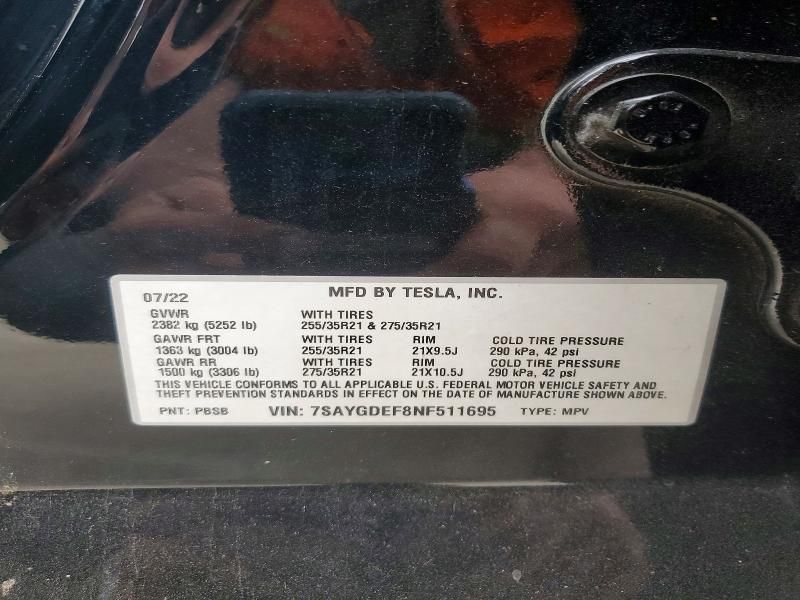 07/22 MFD BY TESLA, INC.
GVWR WITH TIRES
2382 kg (5252 lb) 255/35R21 & 275/35R21
GAWR FRT WITH TIRES RIM COLD TIRE PRESSURE
1363 kg (3004 lb) 255/35R21 21X9.5J 290 kPa, 42 psi
GAWR RR WITH TIRES RIM COLD TIRE PRESSURE
1500 kg (3306 lb) 275/35R21 21X10.5J 290 kPa, 42 psi
THIS VEHICLE CONFORMS TO ALL APPLICABLE U.S. FEDERAL MOTOR VEHICLE SAFETY AND
THEFT PREVENTION STANDARDS IN EFFECT ON THE DATE OF MANUFACTURE SHOWN ABOVE.
PNT: PBSB VIN: 7SAYGDEF8NF511695 TYPE: MPV